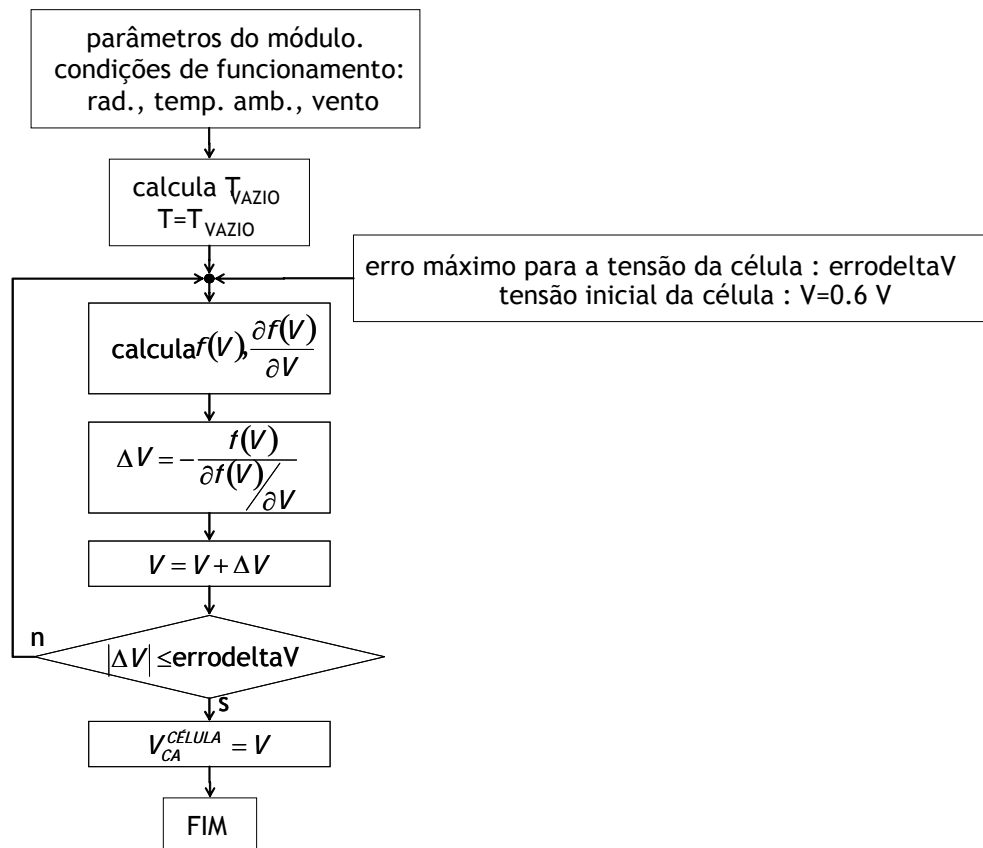 parâmetros do módulo.
condições de funcionamento:
rad., temp. amb., vento
calcula T_VAZIO
T=T_VAZIO
erro máximo para a tensão da célula : errodeltaV
tensão inicial da célula : V=0.6 V
calcula f(V), ∂f(V)/∂V
ΔV = − f(V) / ∂f(V)/∂V
V = V + ΔV
n
|ΔV| ≤ errodeltaV
s
V_CA^CÉLULA = V
FIM